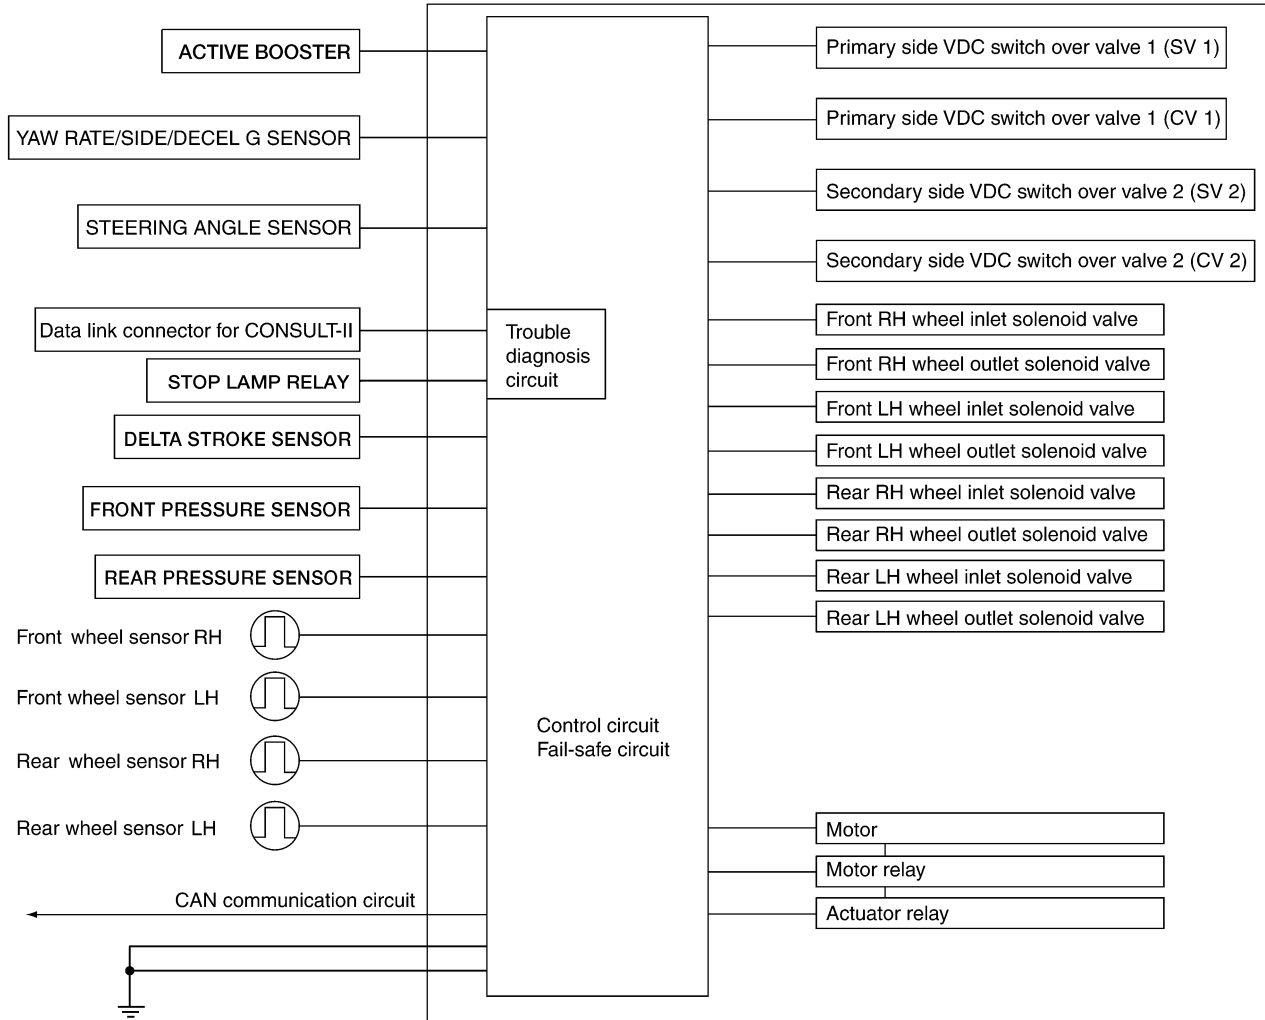 ACTIVE BOOSTER
YAW RATE/SIDE/DECEL G SENSOR
STEERING ANGLE SENSOR
Data link connector for CONSULT-II
STOP LAMP RELAY
DELTA STROKE SENSOR
FRONT PRESSURE SENSOR
REAR PRESSURE SENSOR
Front wheel sensor RH
Front wheel sensor LH
Rear wheel sensor RH
Rear wheel sensor LH
CAN communication circuit
Trouble
diagnosis
circuit
Control circuit
Fail-safe circuit
Primary side VDC switch over valve 1 (SV 1)
Primary side VDC switch over valve 1 (CV 1)
Secondary side VDC switch over valve 2 (SV 2)
Secondary side VDC switch over valve 2 (CV 2)
Front RH wheel inlet solenoid valve
Front RH wheel outlet solenoid valve
Front LH wheel inlet solenoid valve
Front LH wheel outlet solenoid valve
Rear RH wheel inlet solenoid valve
Rear RH wheel outlet solenoid valve
Rear LH wheel inlet solenoid valve
Rear LH wheel outlet solenoid valve
Motor
Motor relay
Actuator relay